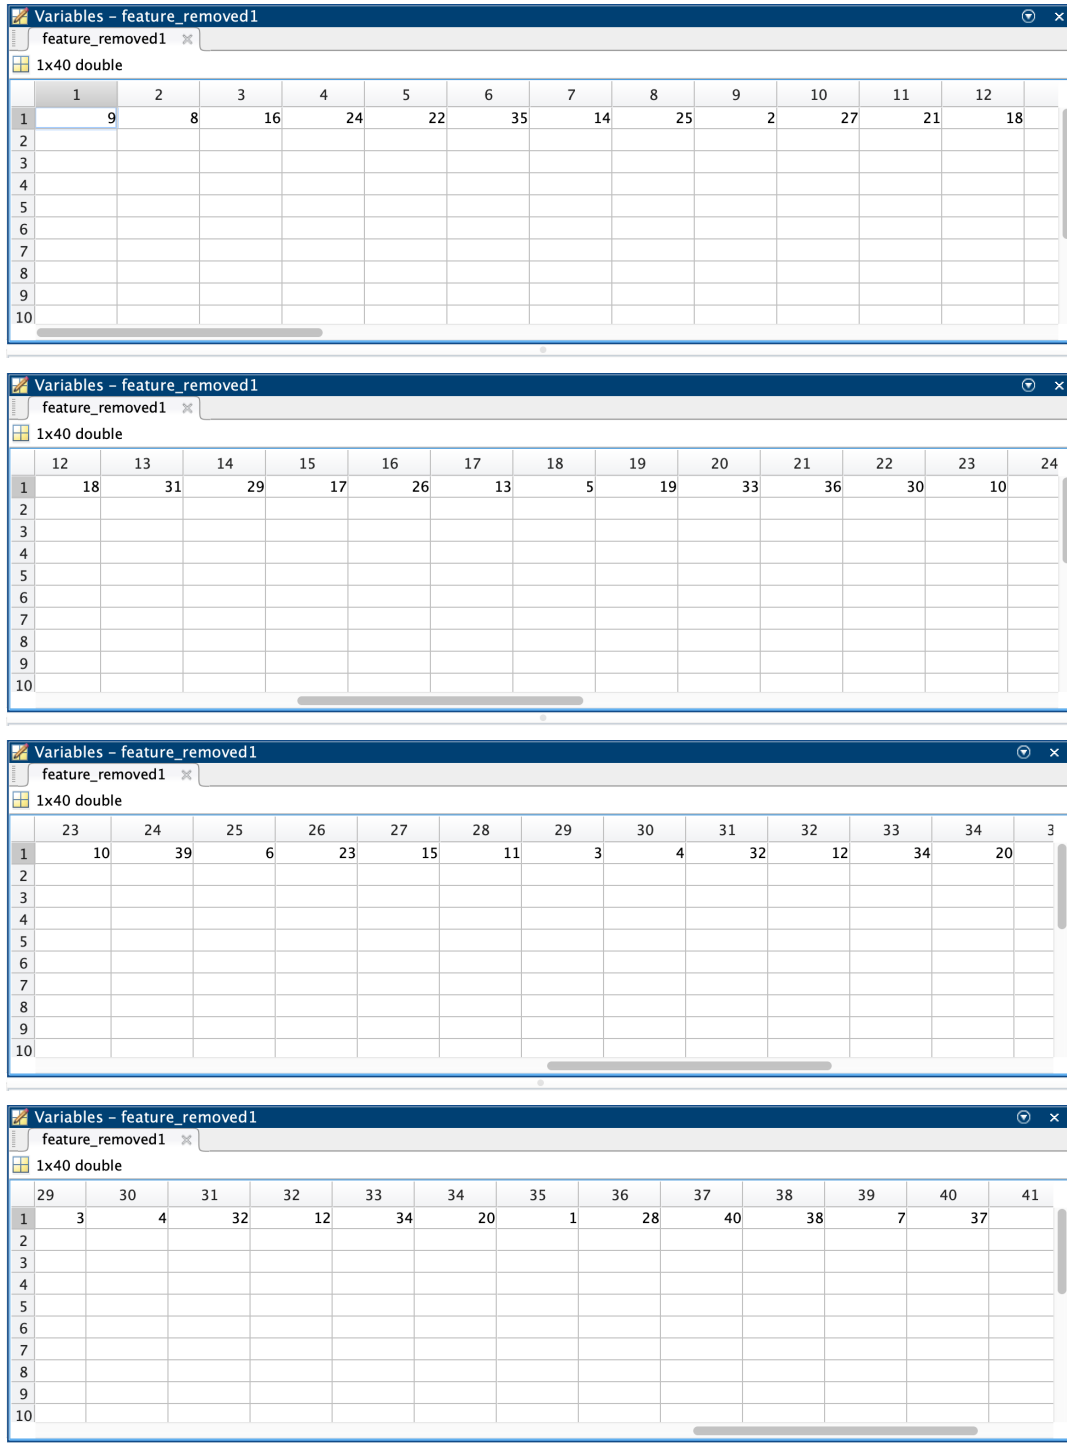 Variables – feature_removed1
feature_removed1
1x40 double
1 2 3 4 5 6 7 8 9 10 11 12
1 9 8 16 24 22 35 14 25 2 27 21 18
2
3
4
5
6
7
8
9
10
Variables – feature_removed1
feature_removed1
1x40 double
12 13 14 15 16 17 18 19 20 21 22 23 24
1 18 31 29 17 26 13 5 19 33 36 30 10
2
3
4
5
6
7
8
9
10
Variables – feature_removed1
feature_removed1
1x40 double
23 24 25 26 27 28 29 30 31 32 33 34 3
1 10 39 6 23 15 11 3 4 32 12 34 20
2
3
4
5
6
7
8
9
10
Variables – feature_removed1
feature_removed1
1x40 double
29 30 31 32 33 34 35 36 37 38 39 40 41
1 3 4 32 12 34 20 1 28 40 38 7 37
2
3
4
5
6
7
8
9
10